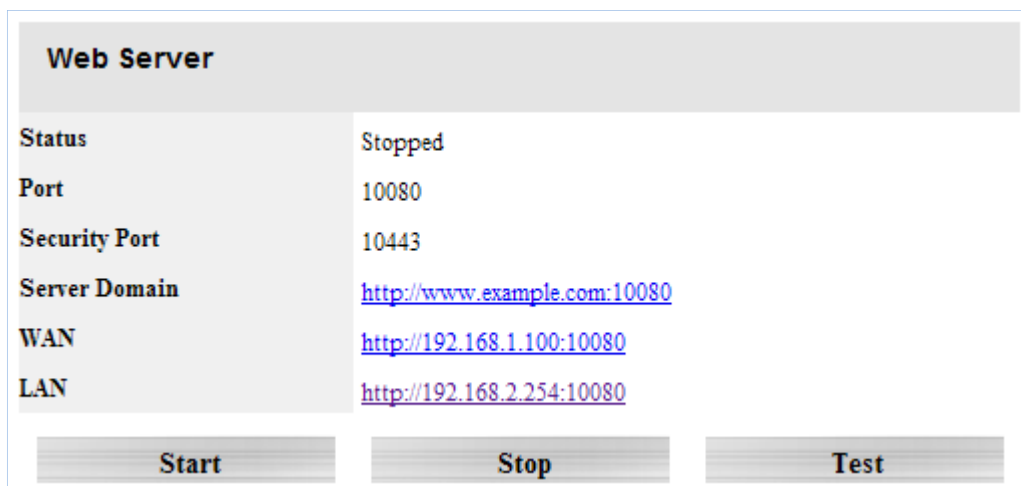 Web Server
Status Stopped
Port 10080
Security Port 10443
Server Domain http://www.example.com:10080
WAN http://192.168.1.100:10080
LAN http://192.168.2.254:10080
Start Stop Test